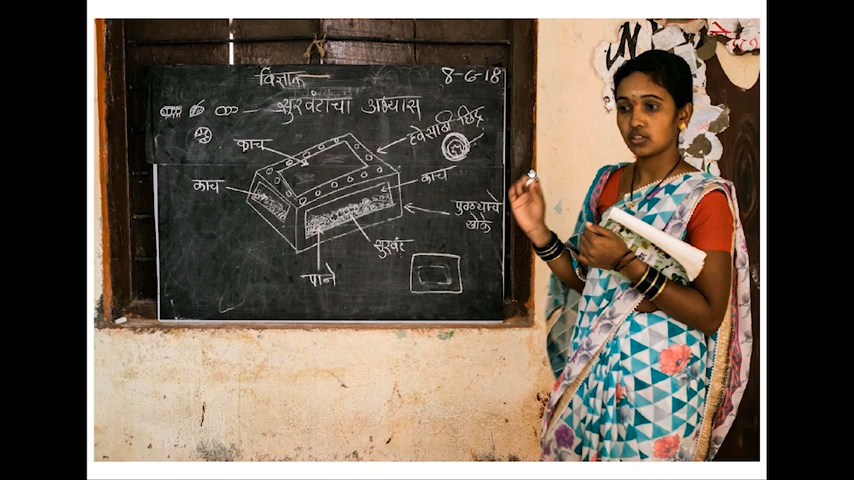 विज्ञान
8-6-18
सुरवंटाचा अभ्यास
हवेसाठी छिद्र
काच
काच
काच
पुठ्ठ्याचे
खोके
सुरवंट
पाने